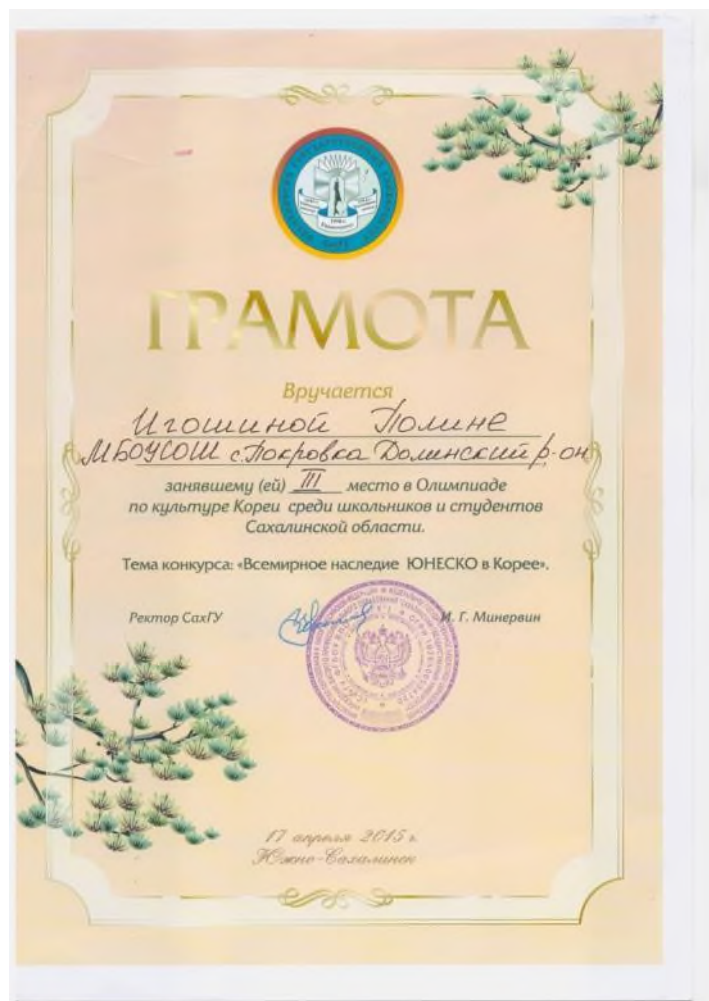 ГРАМОТА
Вручается
Игошиной Полине
МБОУСОШ с. Покровка Долинский р-он
занявшему (ей) III место в Олимпиаде
по культуре Кореи среди школьников и студентов
Сахалинской области.
Тема конкурса: «Всемирное наследие ЮНЕСКО в Корее».
Ректор СахГУ И. Г. Минервин
17 апреля 2015 г.
Южно-Сахалинск